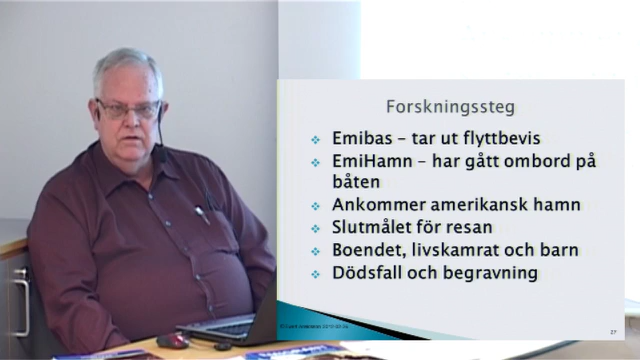 Forskningssteg
Emibas – tar ut flyttbevis
EmiHamn – har gått ombord på
båten
Ankommer amerikansk hamn
Slutmålet för resan
Boendet, livskamrat och barn
Dödsfall och begravning
27